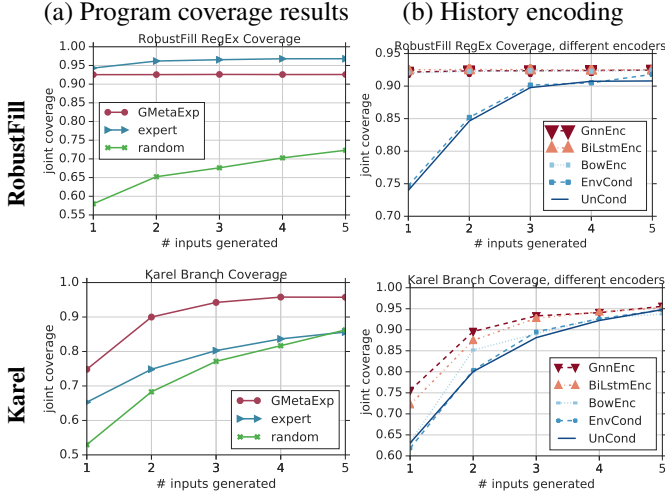 (a) Program coverage results
(b) History encoding
RobustFill
RobustFill RegEx Coverage
joint coverage
1.00
0.95
0.90
0.85
0.80
0.75
0.70
0.65
0.60
0.55
GMetaExp
expert
random
1 2 3 4 5
# inputs generated
RobustFill RegEx Coverage, different encoders
joint coverage
0.95
0.90
0.85
0.80
0.75
0.70
GnnEnc
BiLstmEnc
BowEnc
EnvCond
UnCond
1 2 3 4 5
# inputs generated
Karel
Karel Branch Coverage
joint coverage
1.0
0.9
0.8
0.7
0.6
0.5
GMetaExp
expert
random
1 2 3 4 5
# inputs generated
Karel Branch Coverage, different encoders
joint coverage
1.00
0.95
0.90
0.85
0.80
0.75
0.70
0.65
0.60
GnnEnc
BiLstmEnc
BowEnc
EnvCond
UnCond
1 2 3 4 5
# inputs generated